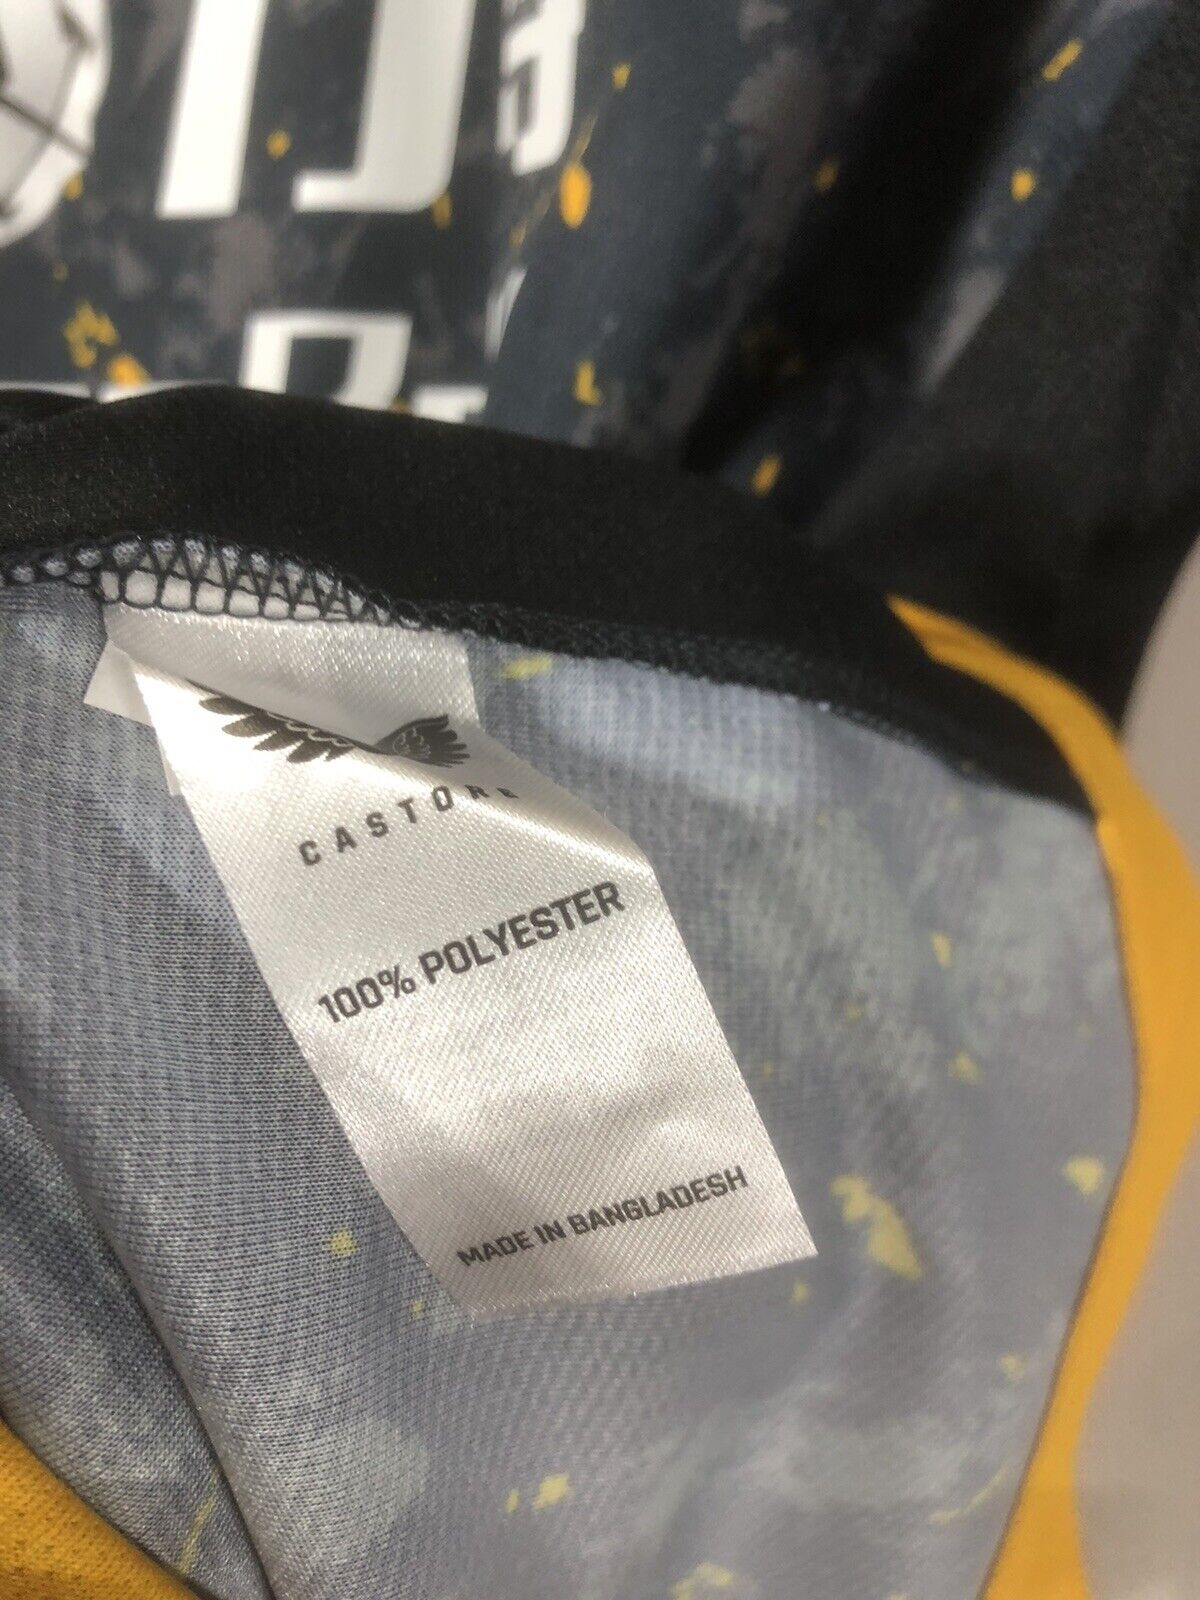 CASTORE
100% POLYESTER
MADE IN BANGLADESH